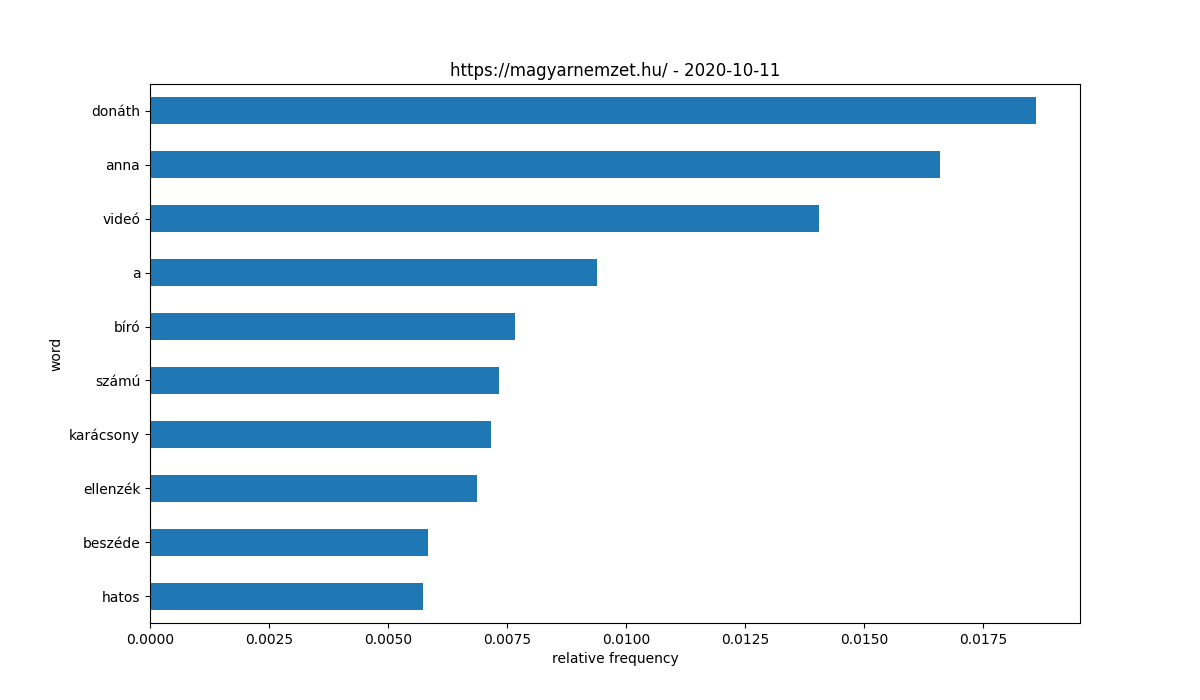 https://magyarnemzet.hu/ - 2020-10-11
donáth
anna
videó
a
bíró
számú
karácsony
ellenzék
beszéde
hatos
word
0.0000 0.0025 0.0050 0.0075 0.0100 0.0125 0.0150 0.0175
relative frequency